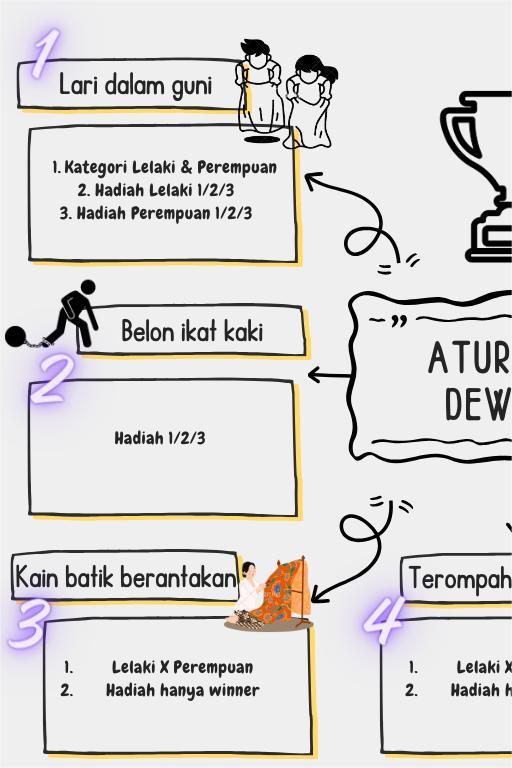 1
Lari dalam guni
1. Kategori Lelaki & Perempuan
2. Hadiah Lelaki 1/2/3
3. Hadiah Perempuan 1/2/3
Belon ikat kaki
2
Hadiah 1/2/3
ATUR
DEW
Kain batik berantakan
3
1. Lelaki X Perempuan
2. Hadiah hanya winner
Terompah
4
1. Lelaki X
2. Hadiah h